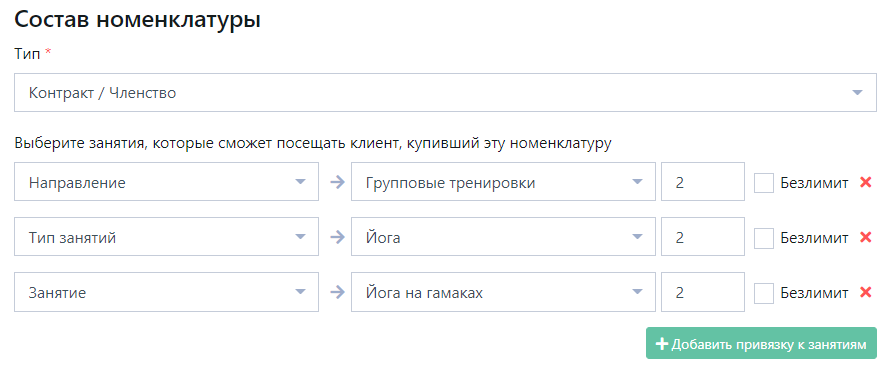 Состав номенклатуры
Тип *
Контракт / Членство
Выберите занятия, которые сможет посещать клиент, купивший эту номенклатуру
Направление Групповые тренировки 2 Безлимит
Тип занятий Йога 2 Безлимит
Занятие Йога на гамаках 2 Безлимит
Добавить привязку к занятиям